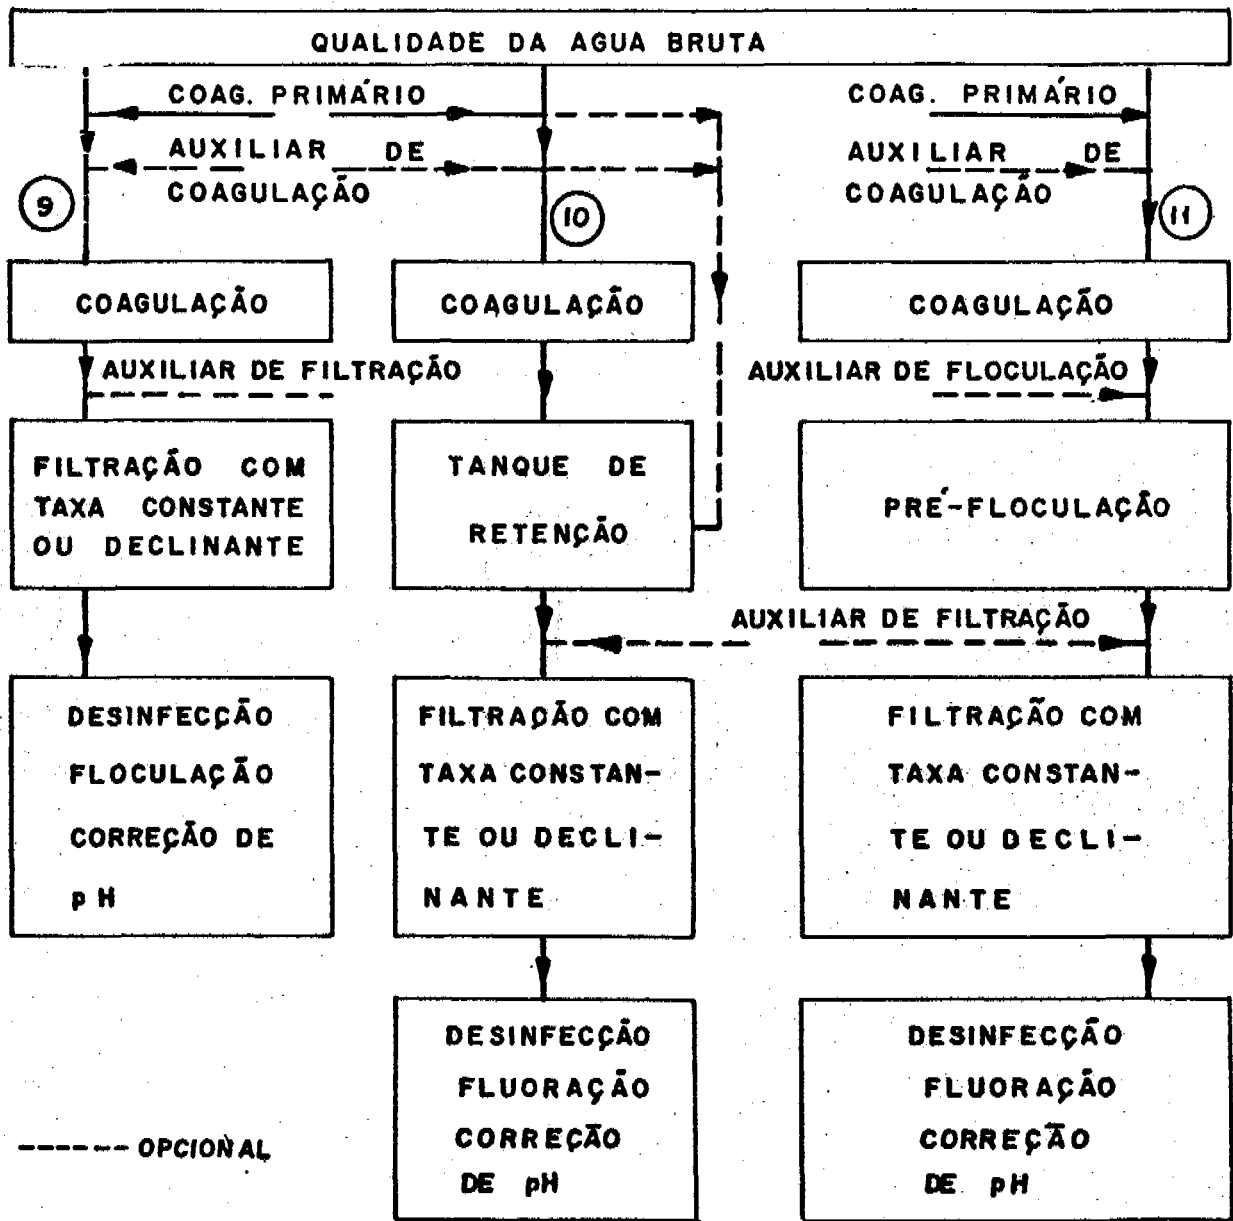 QUALIDADE DA AGUA BRUTA
COAG. PRIMÁRIO
AUXILIAR DE
COAGULAÇÃO
COAG. PRIMÁRIO
AUXILIAR DE
COAGULAÇÃO
9
10
11
COAGULAÇÃO
COAGULAÇÃO
COAGULAÇÃO
AUXILIAR DE FILTRAÇÃO
AUXILIAR DE FLOCULAÇÃO
FILTRAÇÃO COM
TAXA CONSTANTE
OU DECLINANTE
TANQUE DE
RETENÇÃO
PRÉ-FLOCULAÇÃO
AUXILIAR DE FILTRAÇÃO
DESINFECÇÃO
FLOCULAÇÃO
CORREÇÃO DE
pH
FILTRAÇÃO COM
TAXA CONSTAN-
TE OU DECLI-
NANTE
FILTRAÇÃO COM
TAXA CONSTAN-
TE OU DECLI-
NANTE
DESINFECÇÃO
FLUORAÇÃO
CORREÇÃO
DE pH
DESINFECÇÃO
FLUORAÇÃO
CORREÇÃO
DE pH
OPCIONAL